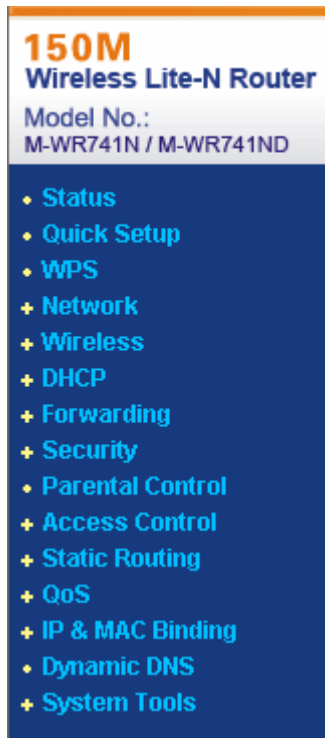 150M
Wireless Lite-N Router
Model No.:
M-WR741N / M-WR741ND
Status
Quick Setup
WPS
Network
Wireless
DHCP
Forwarding
Security
Parental Control
Access Control
Static Routing
QoS
IP & MAC Binding
Dynamic DNS
System Tools